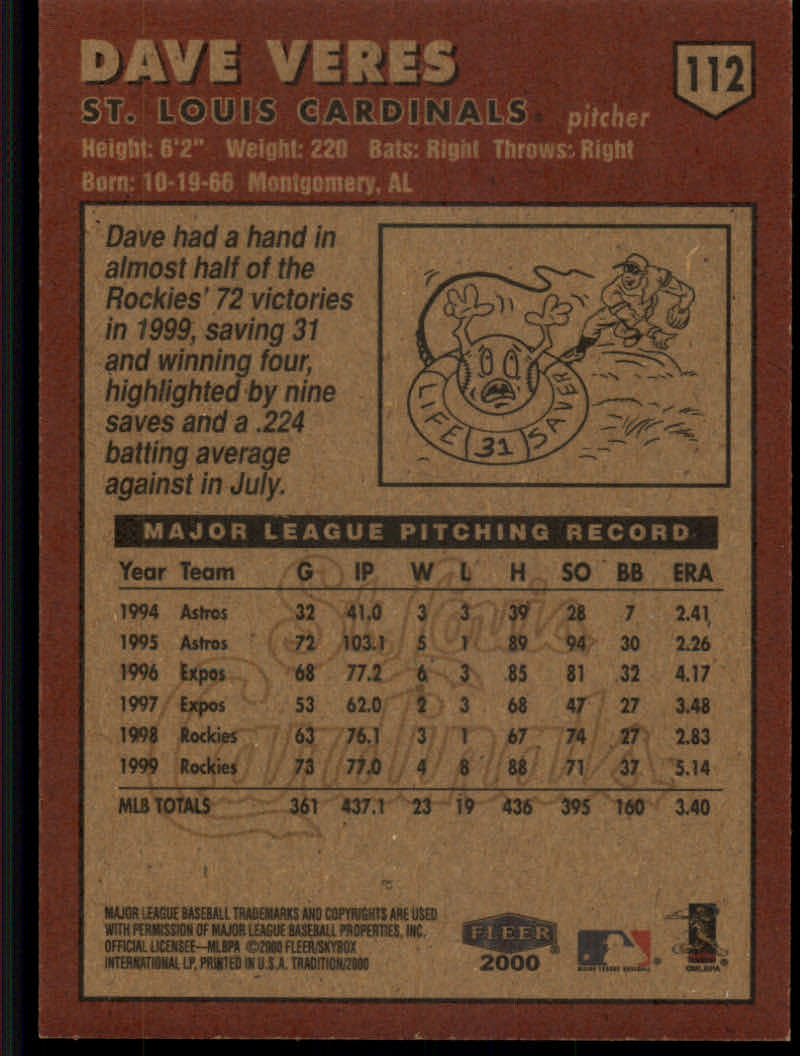 DAVE VERES
112
ST. LOUIS CARDINALS pitcher
Height: 6'2" Weight: 220 Bats: Right Throws: Right
Born: 10-19-66 Montgomery, AL
Dave had a hand in
almost half of the
Rockies' 72 victories
in 1999, saving 31
and winning four,
highlighted by nine
saves and a .224
batting average
against in July.
LIFE 31 SAVER
MAJOR LEAGUE PITCHING RECORD
Year Team G IP W L H SO BB ERA
1994 Astros 32 41.0 3 3 39 28 7 2.41
1995 Astros 72 103.1 5 1 89 94 30 2.26
1996 Expos 68 77.2 6 3 85 81 32 4.17
1997 Expos 53 62.0 2 3 68 47 27 3.48
1998 Rockies 63 76.1 3 1 67 74 27 2.83
1999 Rockies 73 77.0 4 8 88 71 37 5.14
MLB TOTALS 361 437.1 23 19 436 395 160 3.40
St. Louis
Cardinals
MAJOR LEAGUE BASEBALL TRADEMARKS AND COPYRIGHTS ARE USED
WITH PERMISSION OF MAJOR LEAGUE BASEBALL PROPERTIES, INC.
OFFICIAL LICENSEE—MLBPA ©2000 FLEER/SKYBOX
INTERNATIONAL LP, PRINTED IN U.S.A. TRADITION/2000
FLEER®
2000
MAJOR LEAGUE BASEBALL ®
®
©MLBPA